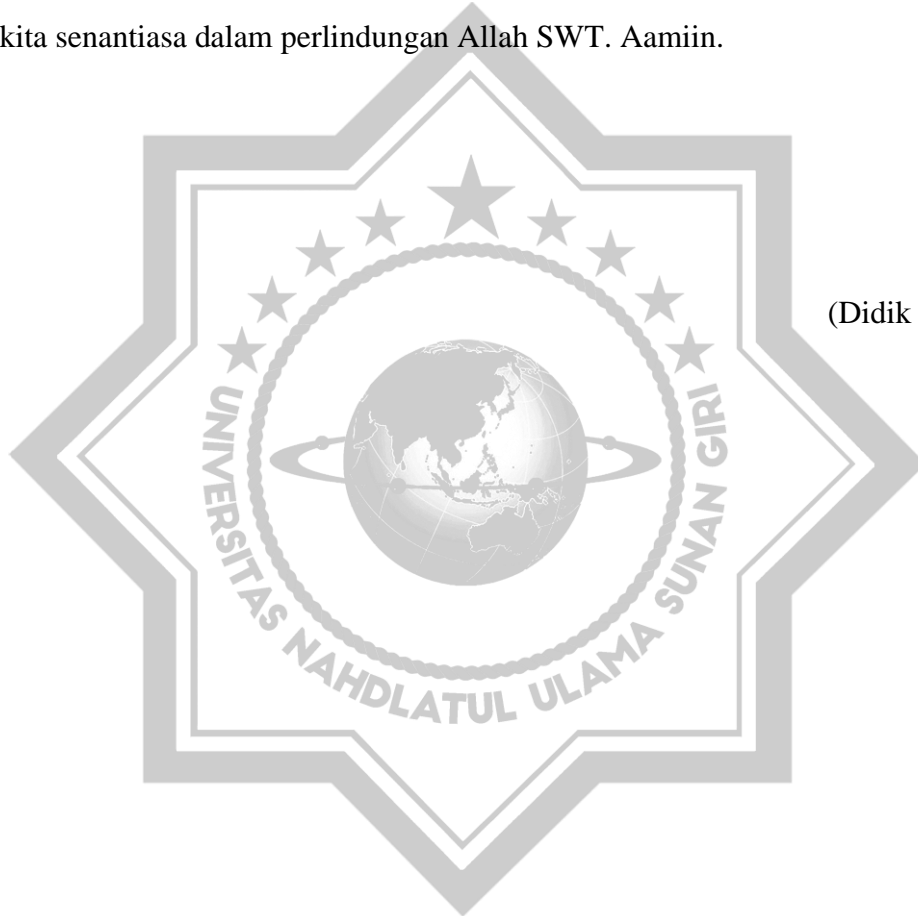 kita senantiasa dalam perlindungan Allah SWT. Aamiin.
(Didik
UNIVERSITAS NAHDLATUL ULAMA SUNAN GIRI